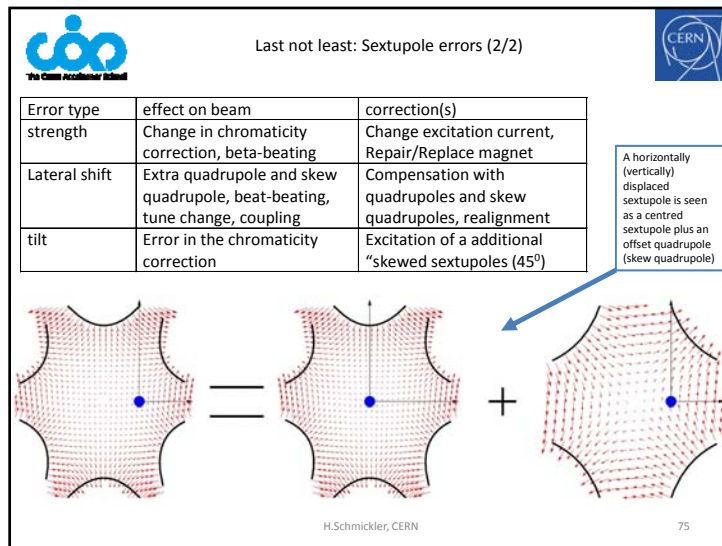 Last not least: Sextupole errors (2/2)
The CERN Accelerator School
CERN
Error type effect on beam correction(s)
strength Change in chromaticity Change excitation current,
correction, beta-beating Repair/Replace magnet
Lateral shift Extra quadrupole and skew Compensation with
quadrupole, beat-beating, quadrupoles and skew
tune change, coupling quadrupoles, realignment
tilt Error in the chromaticity Excitation of a additional
correction “skewed sextupoles (45⁰)
A horizontally
(vertically)
displaced
sextupole is seen
as a centred
sextupole plus an
offset quadrupole
(skew quadrupole)
H.Schmickler, CERN 75